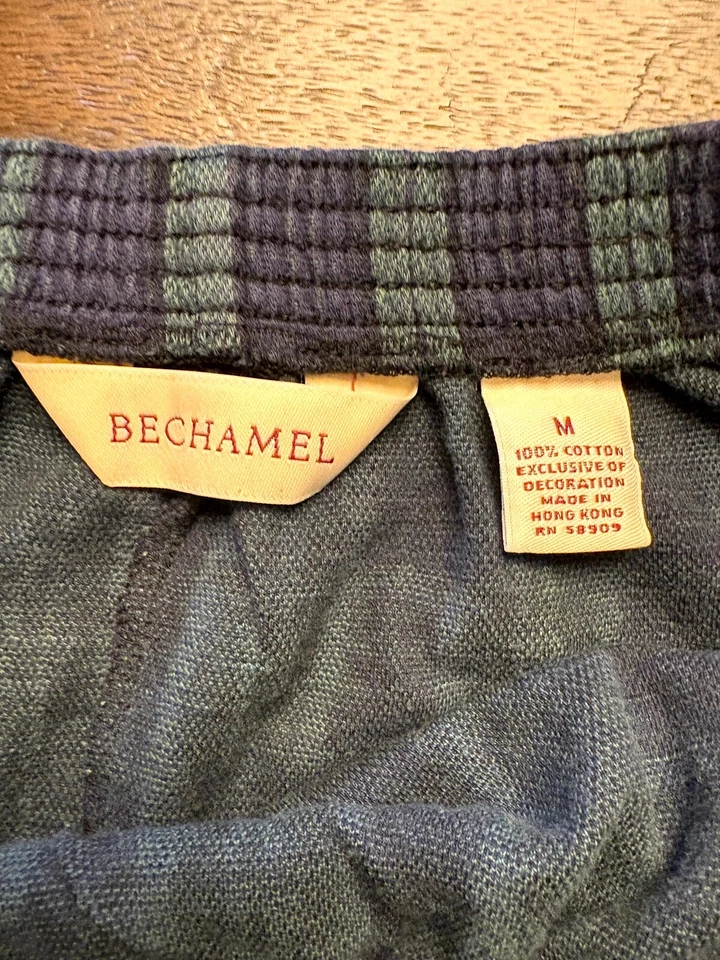 BECHAMEL
M
100% COTTON
EXCLUSIVE OF
DECORATION
MADE IN
HONG KONG
RN 58909